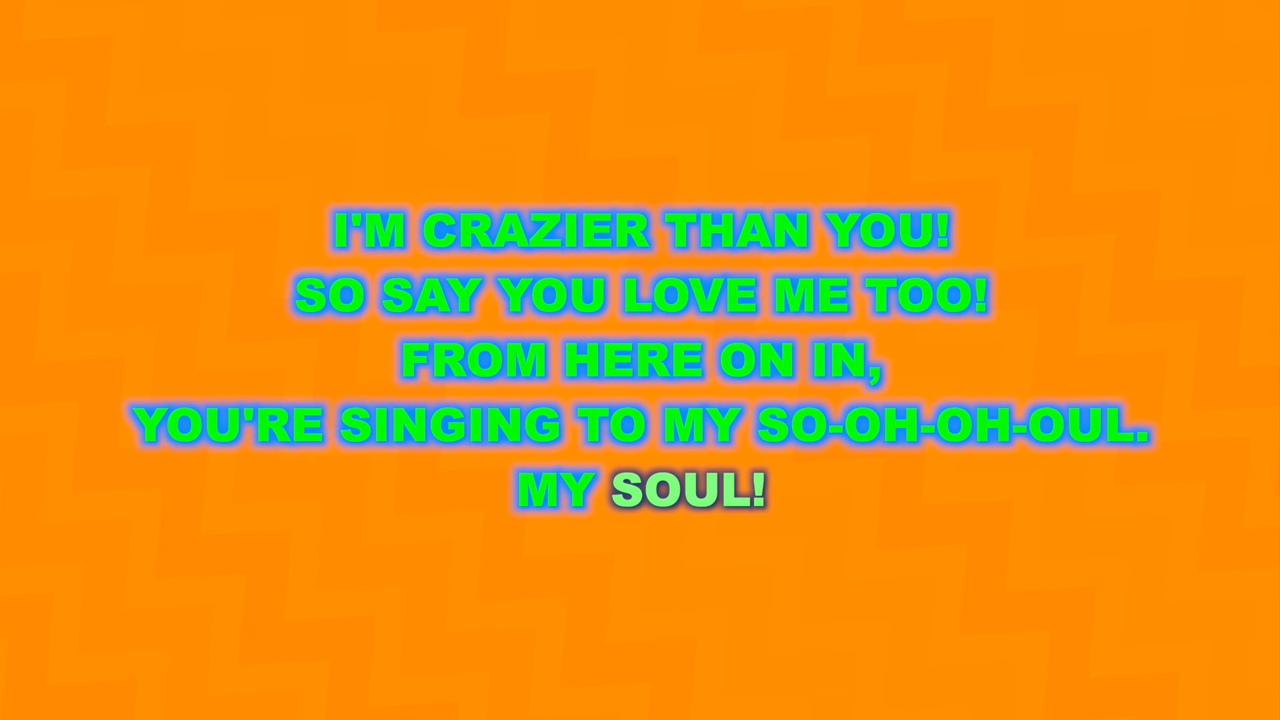 I'M CRAZIER THAN YOU!
SO SAY YOU LOVE ME TOO!
FROM HERE ON IN,
YOU'RE SINGING TO MY SO-OH-OH-OUL.
MY SOUL!